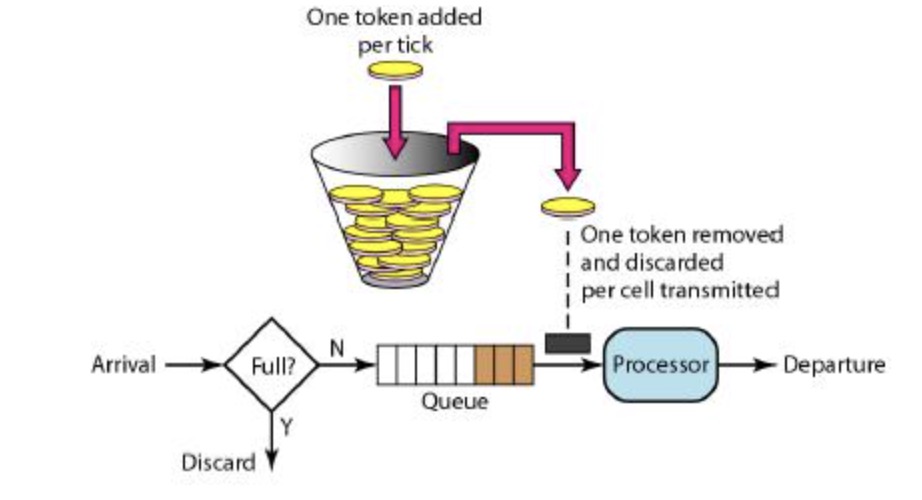 One token added
per tick
One token removed
and discarded
per cell transmitted
Arrival
Full?
N
Processor
Departure
Queue
Y
Discard